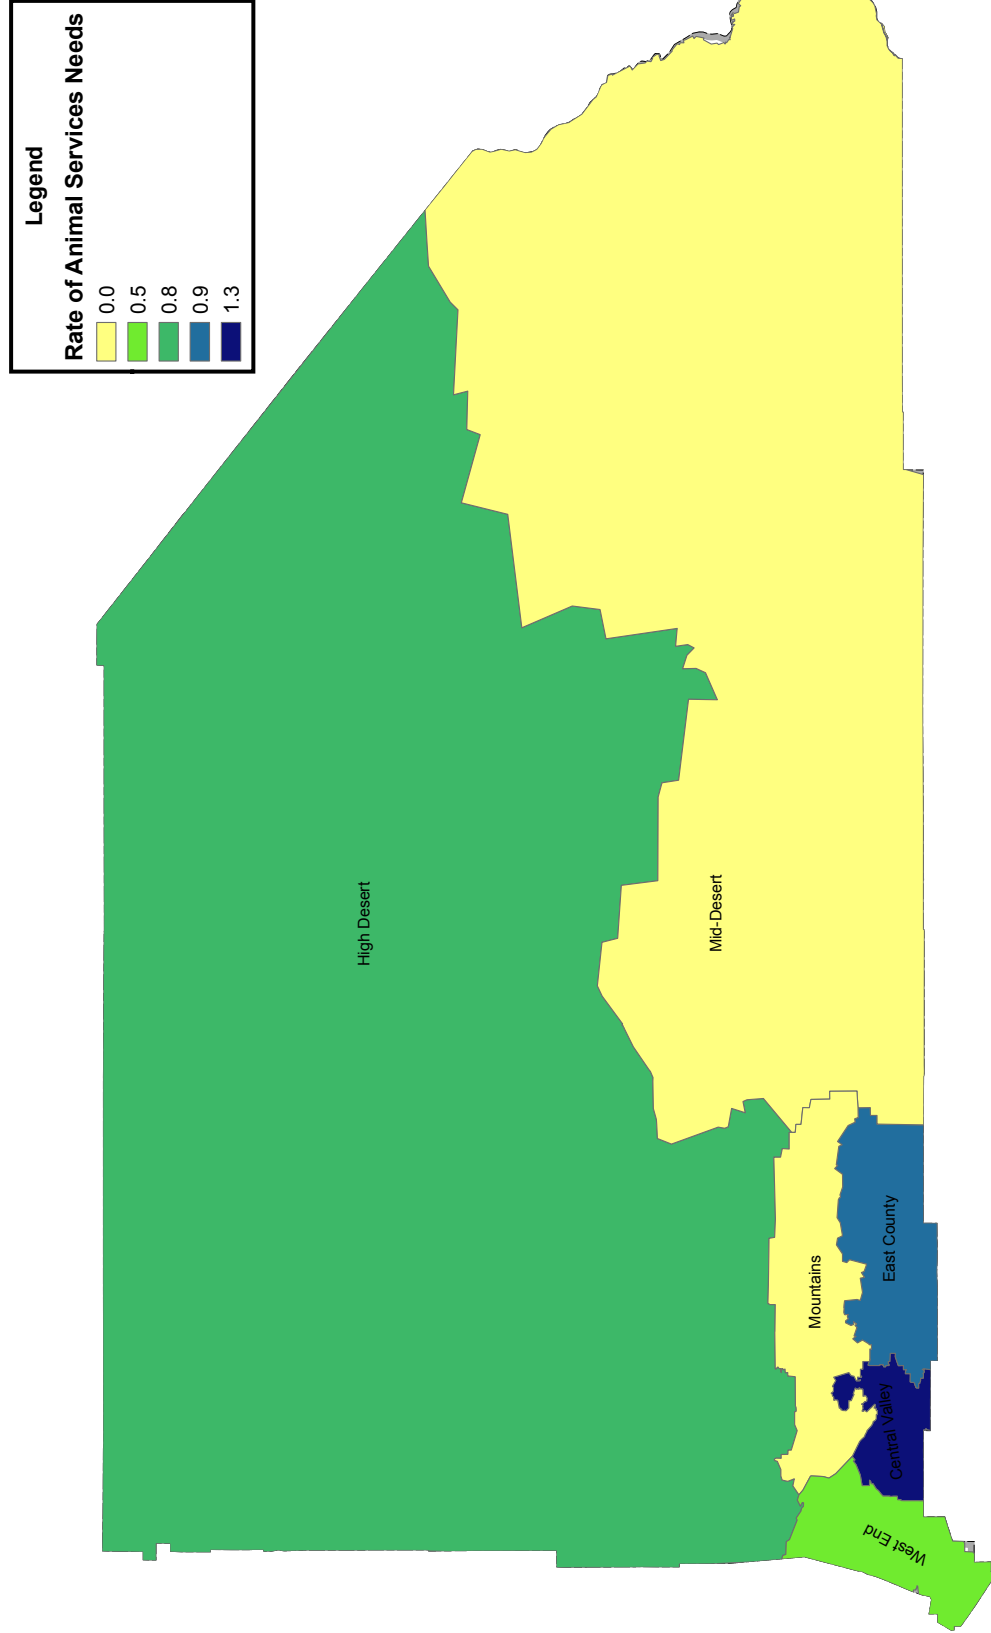 Legend
Rate of Animal Services Needs
0.0
0.5
0.8
0.9
1.3
High Desert
Mid-Desert
Mountains
East County
Central Valley
West End